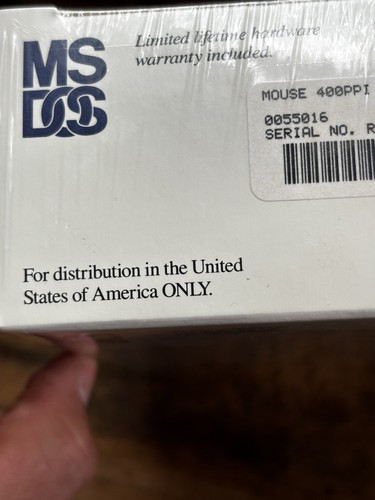 MS
DOS
Limited lifetime hardware
warranty included.
MOUSE 400PPI
0055016
SERIAL NO. R
For distribution in the United
States of America ONLY.